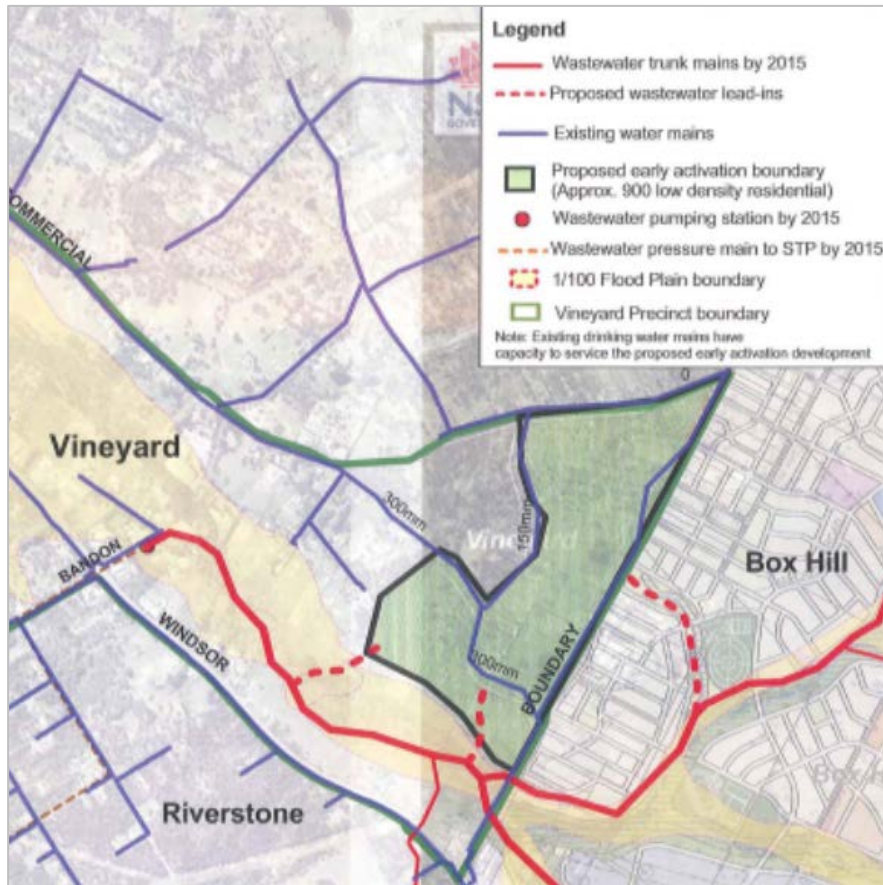 Legend
Wastewater trunk mains by 2015
Proposed wastewater lead-ins
Existing water mains
Proposed early activation boundary
(Approx. 900 low density residential)
Wastewater pumping station by 2015
Wastewater pressure main to STP by 2015
1/100 Flood Plain boundary
Vineyard Precinct boundary
Note: Existing drinking water mains have
capacity to service the proposed early activation development
COMMERCIAL
0
Vineyard
300mm
150mm
Vineyard
BANDON
Box Hill
WINDSOR
BOUNDARY
Riverstone